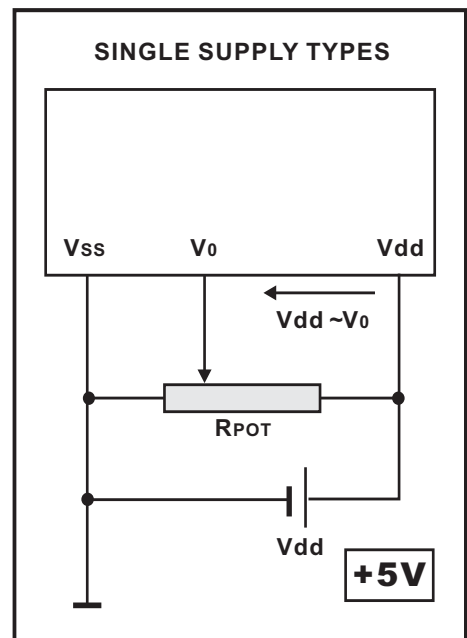 SINGLE SUPPLY TYPES
Vss V0 Vdd
Vdd ~V0
RPOT
Vdd
+5V